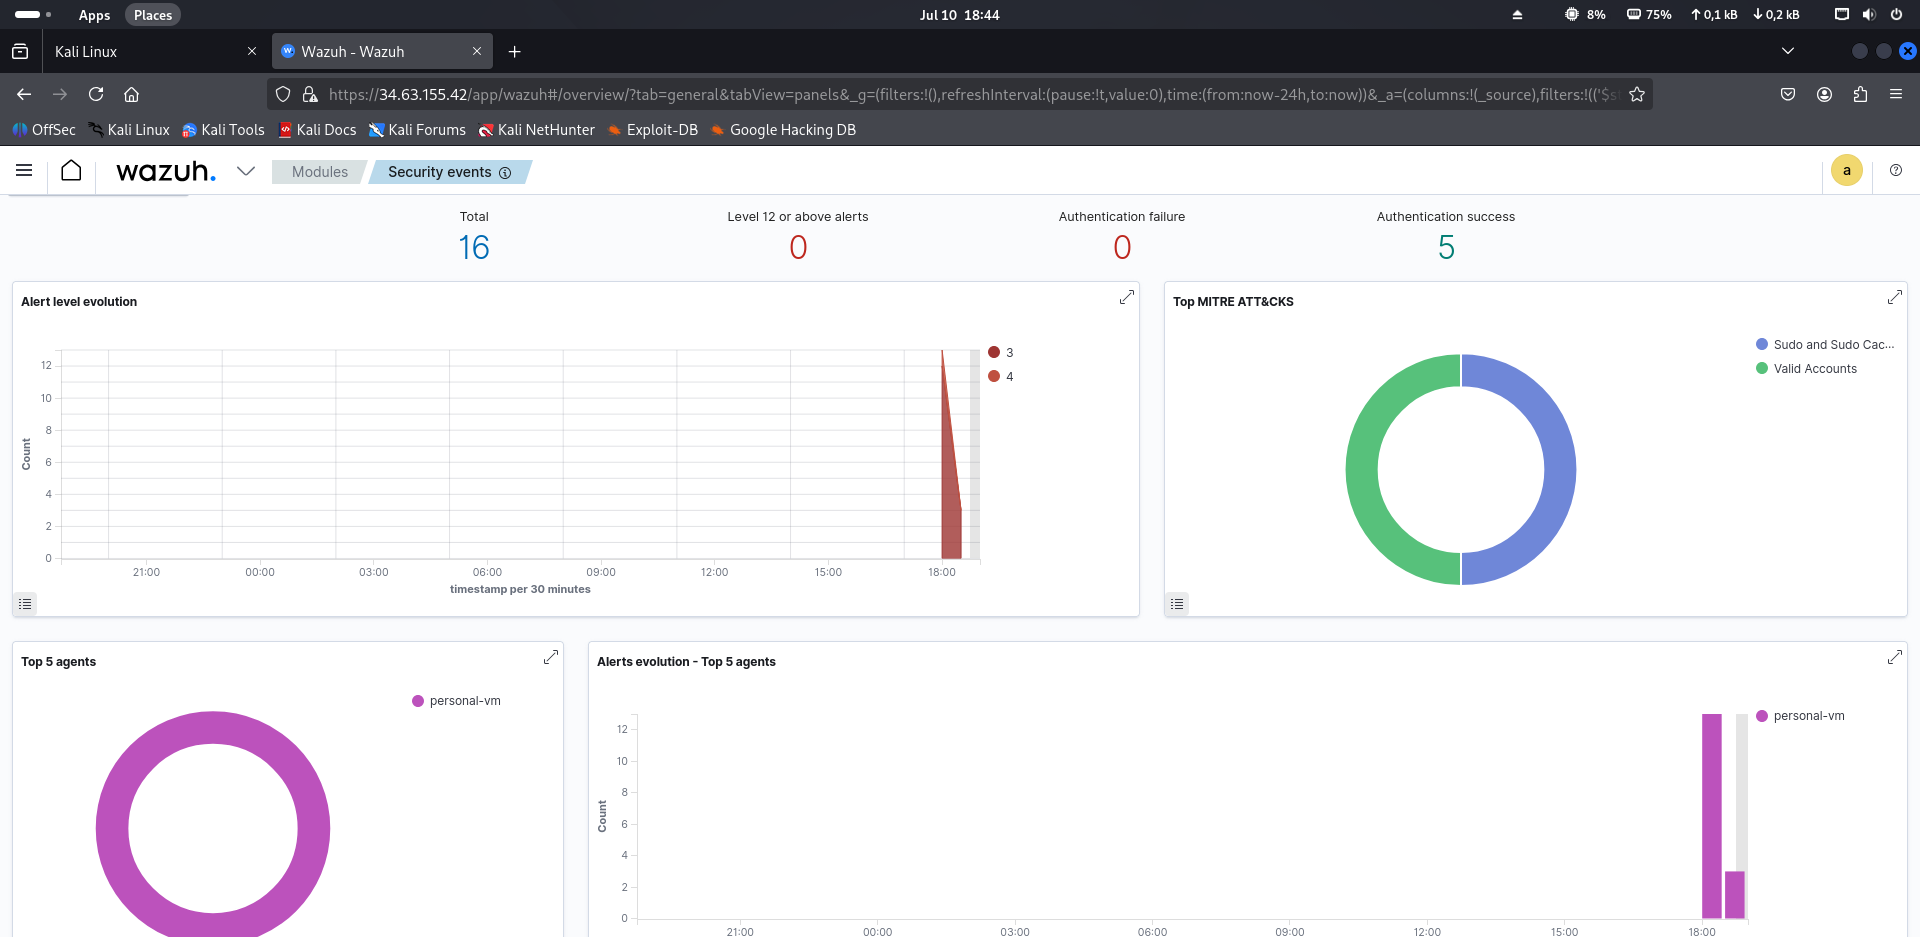 Apps Places Jul 10 18:44 8% 75% 0,1 kB 0,2 kB
Kali Linux Wazuh - Wazuh
https://34.63.155.42/app/wazuh#/overview/?tab=general&tabView=panels&_g=(filters:!(),refreshInterval:(pause:!t,value:0),time:(from:now-24h,to:now))&_a=(columns:!(_source),filters:!(('$s
OffSec Kali Linux Kali Tools Kali Docs Kali Forums Kali NetHunter Exploit-DB Google Hacking DB
wazuh. Modules Security events a
Total Level 12 or above alerts Authentication failure Authentication success
16 0 0 5
Alert level evolution
3
4
12
10
8
6
4
2
0
Count
21:00 00:00 03:00 06:00 09:00 12:00 15:00 18:00
timestamp per 30 minutes
Top MITRE ATT&CKS
Sudo and Sudo Cac...
Valid Accounts
Top 5 agents
personal-vm
Alerts evolution - Top 5 agents
personal-vm
12
10
8
6
4
2
0
Count
21:00 00:00 03:00 06:00 09:00 12:00 15:00 18:00